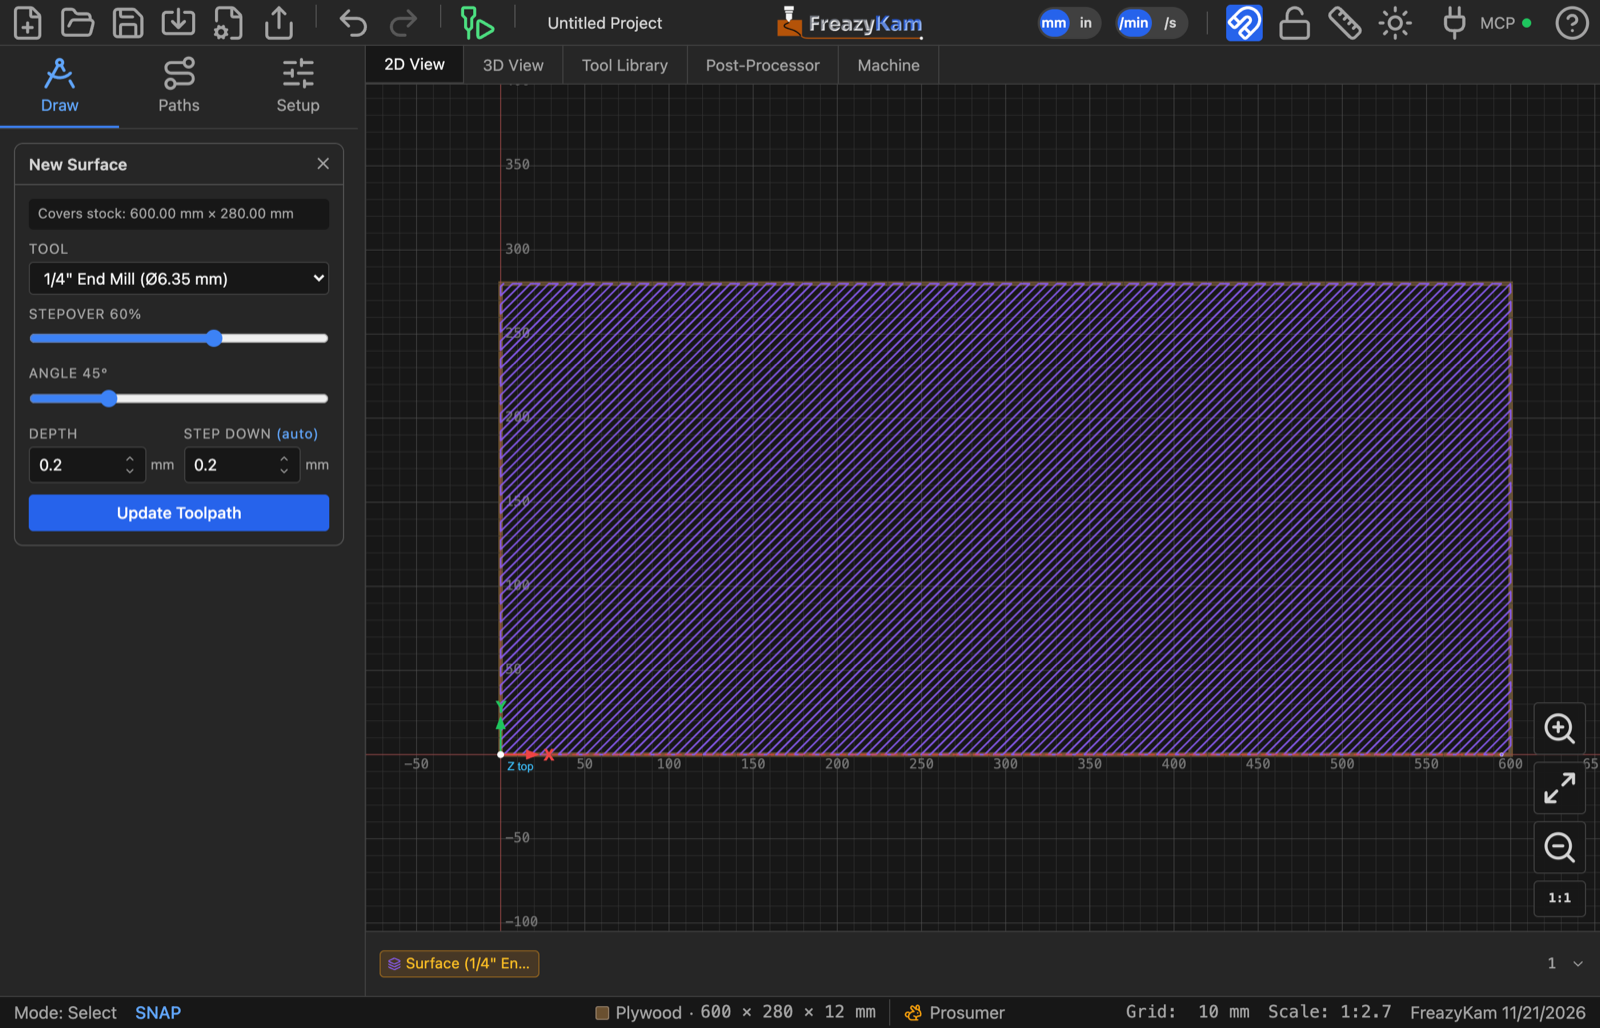 Untitled Project
FreazyKam
mm in
/min /s
MCP
Draw
Paths
Setup
2D View
3D View
Tool Library
Post-Processor
Machine
New Surface
Covers stock: 600.00 mm × 280.00 mm
TOOL
1/4" End Mill (Ø6.35 mm)
STEPOVER 60%
ANGLE 45°
DEPTH
STEP DOWN (auto)
0.2 mm
0.2 mm
Update Toolpath
350
300
250
200
150
100
50
Y
X
Z top
-50 50 100 150 200 250 300 350 400 450 500 550 600
-50
-100
1:1
Surface (1/4" En...
1
Mode: Select SNAP
Plywood · 600 × 280 × 12 mm
Prosumer
Grid: 10 mm Scale: 1:2.7 FreazyKam 11/21/2026